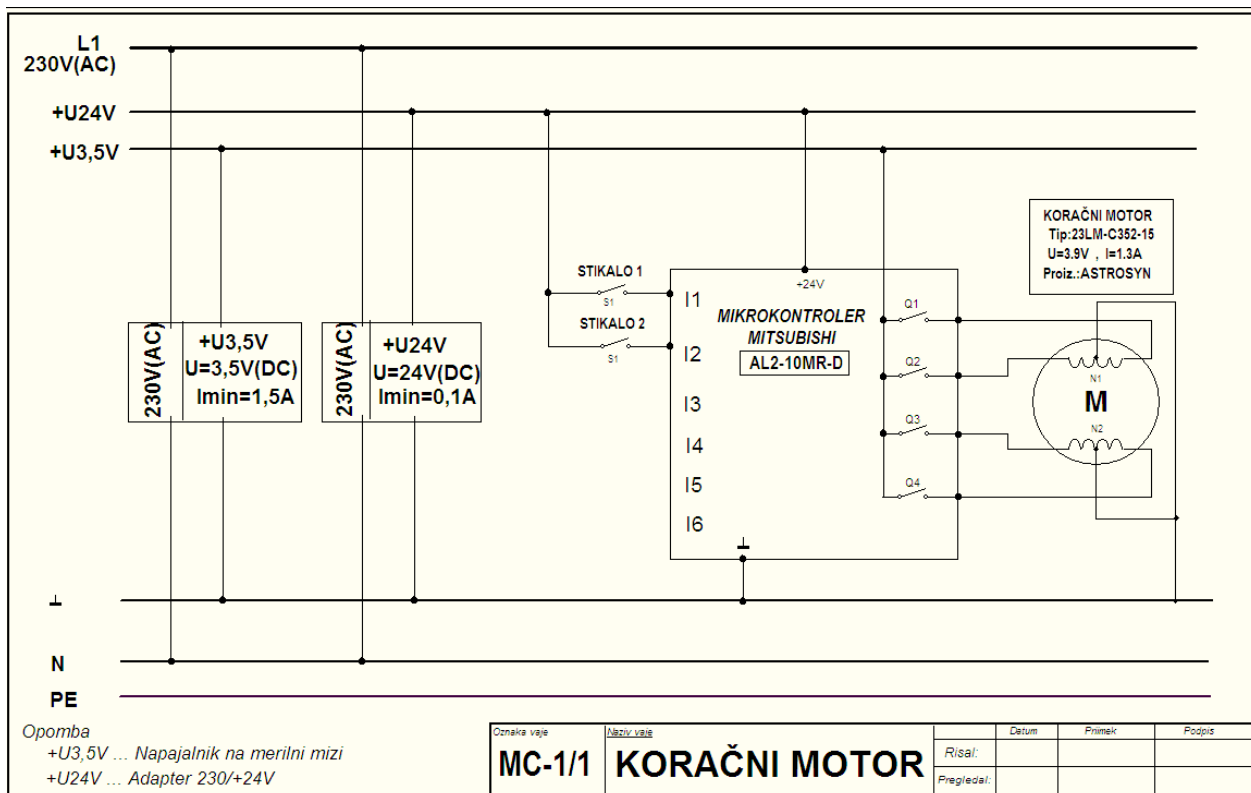 L1
230V(AC)
+U24V
+U3,5V
230V(AC)
+U3,5V
U=3,5V(DC)
Imin=1,5A
230V(AC)
+U24V
U=24V(DC)
Imin=0,1A
STIKALO 1
S1
STIKALO 2
S1
+24V
MIKROKONTROLER
MITSUBISHI
AL2-10MR-D
I1
I2
I3
I4
I5
I6
Q1
Q2
Q3
Q4
KORAČNI MOTOR
Tip:23LM-C352-15
U=3.9V , I=1.3A
Proiz.:ASTROSYN
N1
M
N2
N
PE
Opomba
+U3,5V ... Napajalnik na merilni mizi
+U24V ... Adapter 230/+24V
Oznaka vaje
MC-1/1
Naziv vaje
KORAČNI MOTOR
Datum
Priimek
Podpis
Risal:
Pregledal: